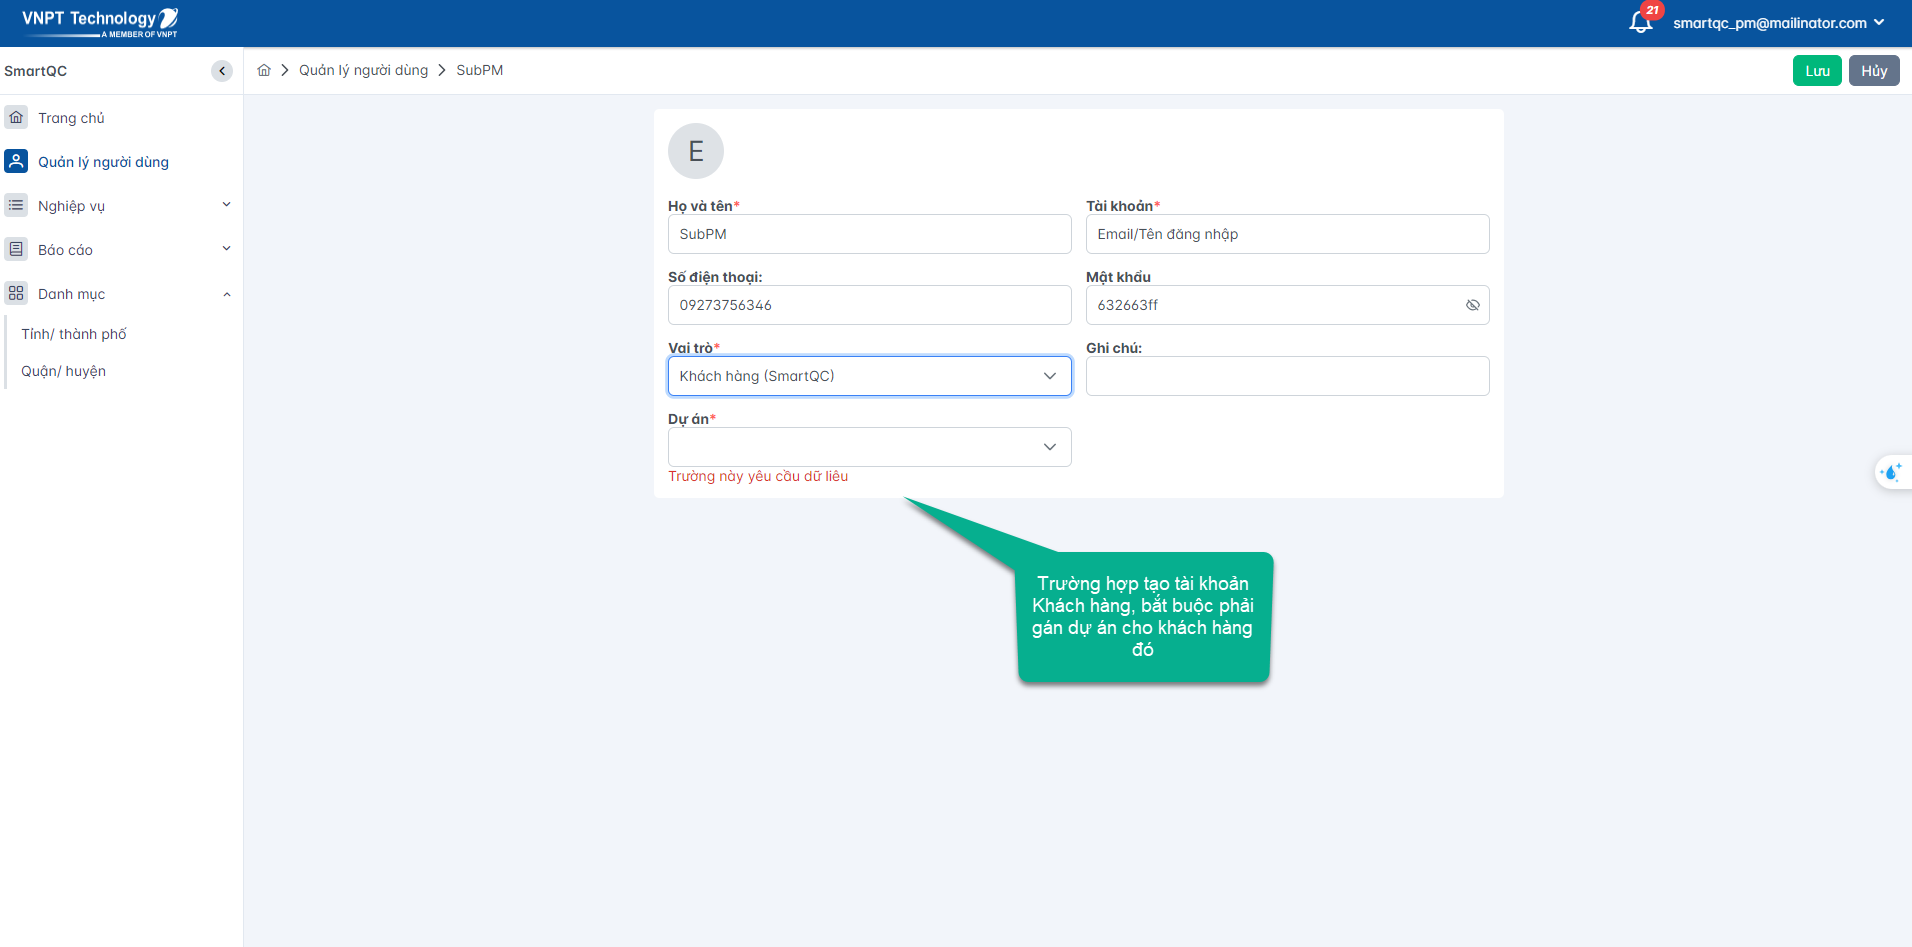 VNPT Technology
A MEMBER OF VNPT
21
smartqc_pm@mailinator.com
SmartQC
Quản lý người dùng
SubPM
Lưu
Hủy
Trang chủ
Quản lý người dùng
Nghiệp vụ
Báo cáo
Danh mục
Tỉnh/ thành phố
Quận/ huyện
E
Họ và tên*
Tài khoản*
SubPM
Email/Tên đăng nhập
Số điện thoại:
Mật khẩu
09273756346
632663ff
Vai trò*
Ghi chú:
Khách hàng (SmartQC)
Dự án*
Trường này yêu cầu dữ liêu
Trường hợp tạo tài khoản
Khách hàng, bắt buộc phải
gán dự án cho khách hàng
đó